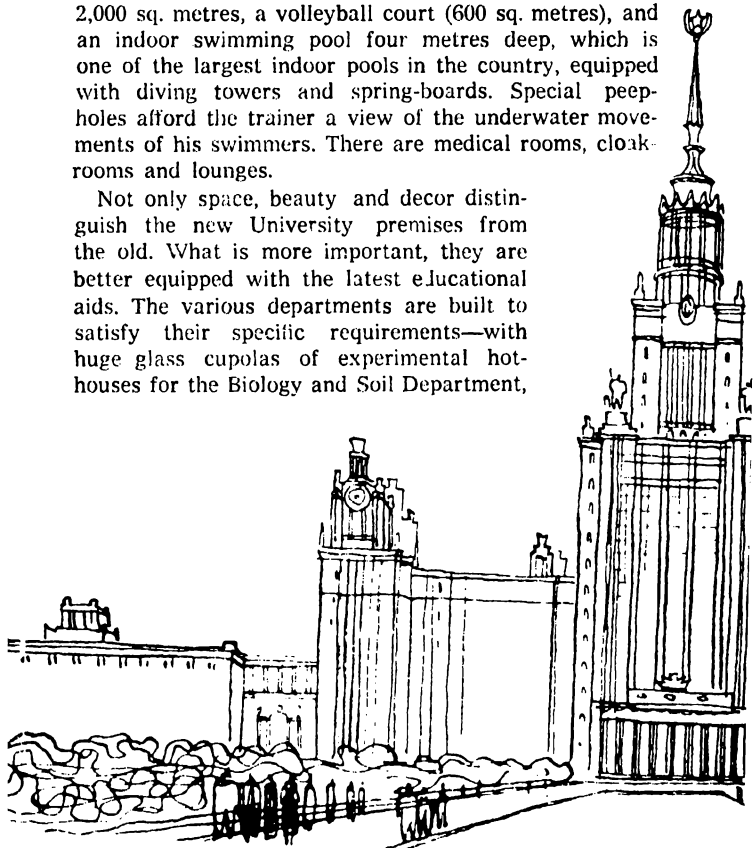 2,000 sq. metres, a volleyball court (600 sq. metres), and
an indoor swimming pool four metres deep, which is
one of the largest indoor pools in the country, equipped
with diving towers and spring-boards. Special peep-
holes afford the trainer a view of the underwater move-
ments of his swimmers. There are medical rooms, cloak-
rooms and lounges.
Not only space, beauty and decor distin-
guish the new University premises from
the old. What is more important, they are
better equipped with the latest educational
aids. The various departments are built to
satisfy their specific requirements—with
huge glass cupolas of experimental hot-
houses for the Biology and Soil Department,